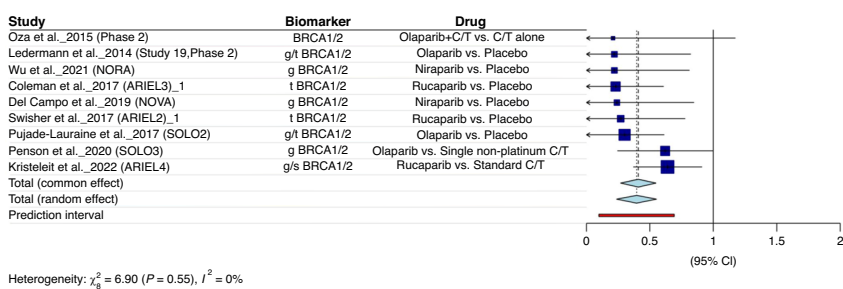 Study Biomarker Drug
Oza et al._2015 (Phase 2) BRCA1/2 Olaparib+C/T vs. C/T alone
Ledermann et al._2014 (Study 19,Phase 2) g/t BRCA1/2 Olaparib vs. Placebo
Wu et al._2021 (NORA) g BRCA1/2 Niraparib vs. Placebo
Coleman et al._2017 (ARIEL3)_1 t BRCA1/2 Rucaparib vs. Placebo
Del Campo et al._2019 (NOVA) g BRCA1/2 Niraparib vs. Placebo
Swisher et al._2017 (ARIEL2)_1 t BRCA1/2 Rucaparib vs. Placebo
Pujade-Lauraine et al._2017 (SOLO2) g/t BRCA1/2 Olaparib vs. Placebo
Penson et al._2020 (SOLO3) g BRCA1/2 Olaparib vs. Single non-platinum C/T
Kristeleit et al._2022 (ARIEL4) g/s BRCA1/2 Rucaparib vs. Standard C/T
Total (common effect)
Total (random effect)
Prediction interval
0 0.5 1 1.5 2
(95% CI)
Heterogeneity: χ²₈ = 6.90 (P = 0.55), I² = 0%